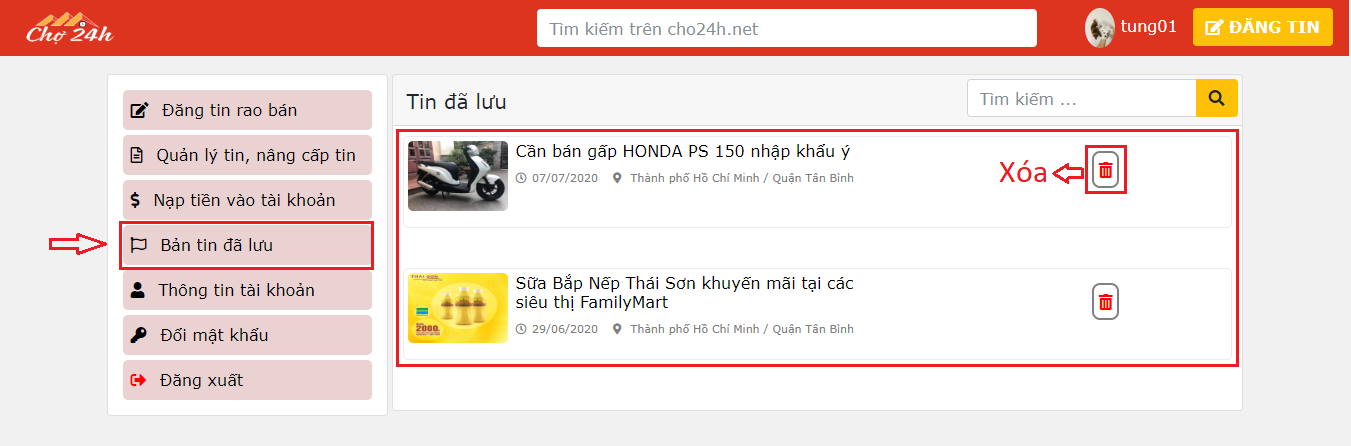 Chợ 24h
Tìm kiếm trên cho24h.net
tung01
ĐĂNG TIN
Đăng tin rao bán
Quản lý tin, nâng cấp tin
Nạp tiền vào tài khoản
Bản tin đã lưu
Thông tin tài khoản
Đổi mật khẩu
Đăng xuất
Tin đã lưu
Tìm kiếm ...
Cần bán gấp HONDA PS 150 nhập khẩu ý
07/07/2020 Thành phố Hồ Chí Minh / Quận Tân Bình
Xóa
THÁI SƠN
2000
Sữa Bắp Nếp Thái Sơn khuyến mãi tại các
siêu thị FamilyMart
29/06/2020 Thành phố Hồ Chí Minh / Quận Tân Bình